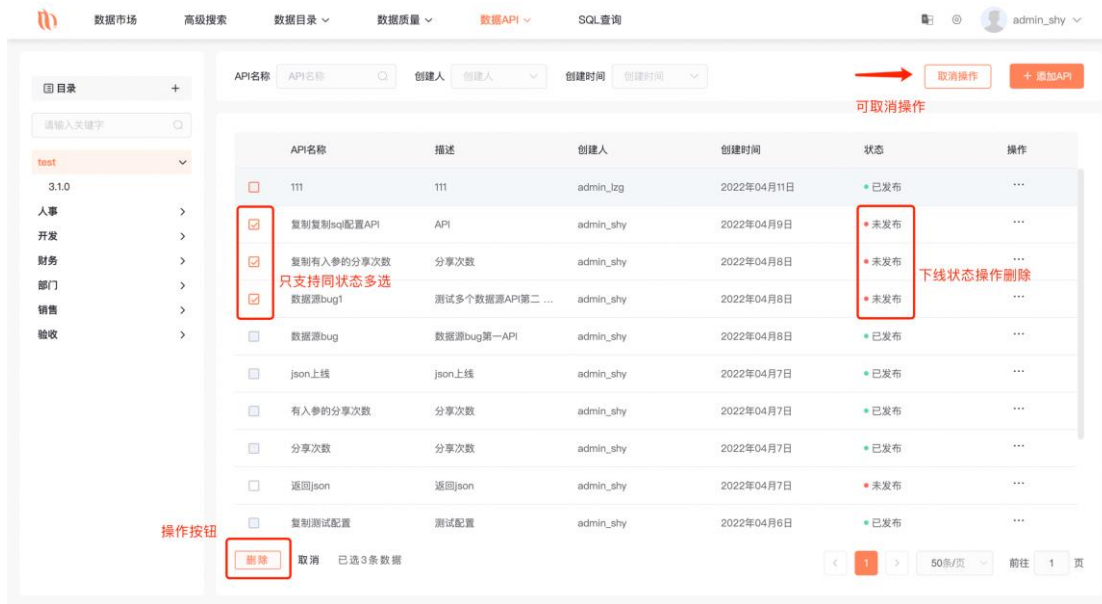 数据市场 高级搜索 数据目录 数据质量 数据API SQL查询 admin_shy
目录 +
API名称 API名称 创建人 创建人 创建时间 创建时间 取消操作 + 添加API
可取消操作
请输入关键字
test
3.1.0
人事
开发
财务
部门
销售
验收
API名称 描述 创建人 创建时间 状态 操作
111 111 admin_lzg 2022年04月11日 已发布 ...
复制复制sql配置API API admin_shy 2022年04月9日 未发布 ...
复制有入参的分享次数 分享次数 admin_shy 2022年04月8日 未发布 ...
只支持同状态多选 下线状态操作删除
数据源bug1 测试多个数据源API第二 ... admin_shy 2022年04月8日 未发布 ...
数据源bug 数据源bug第一API admin_shy 2022年04月8日 已发布 ...
json上线 json上线 admin_shy 2022年04月7日 已发布 ...
有入参的分享次数 分享次数 admin_shy 2022年04月7日 已发布 ...
分享次数 分享次数 admin_shy 2022年04月7日 已发布 ...
返回json 返回json admin_shy 2022年04月7日 未发布 ...
复制测试配置 测试配置 admin_shy 2022年04月6日 已发布 ...
操作按钮
删除 取消 已选3条数据 < 1 > 50条/页 前往 1 页